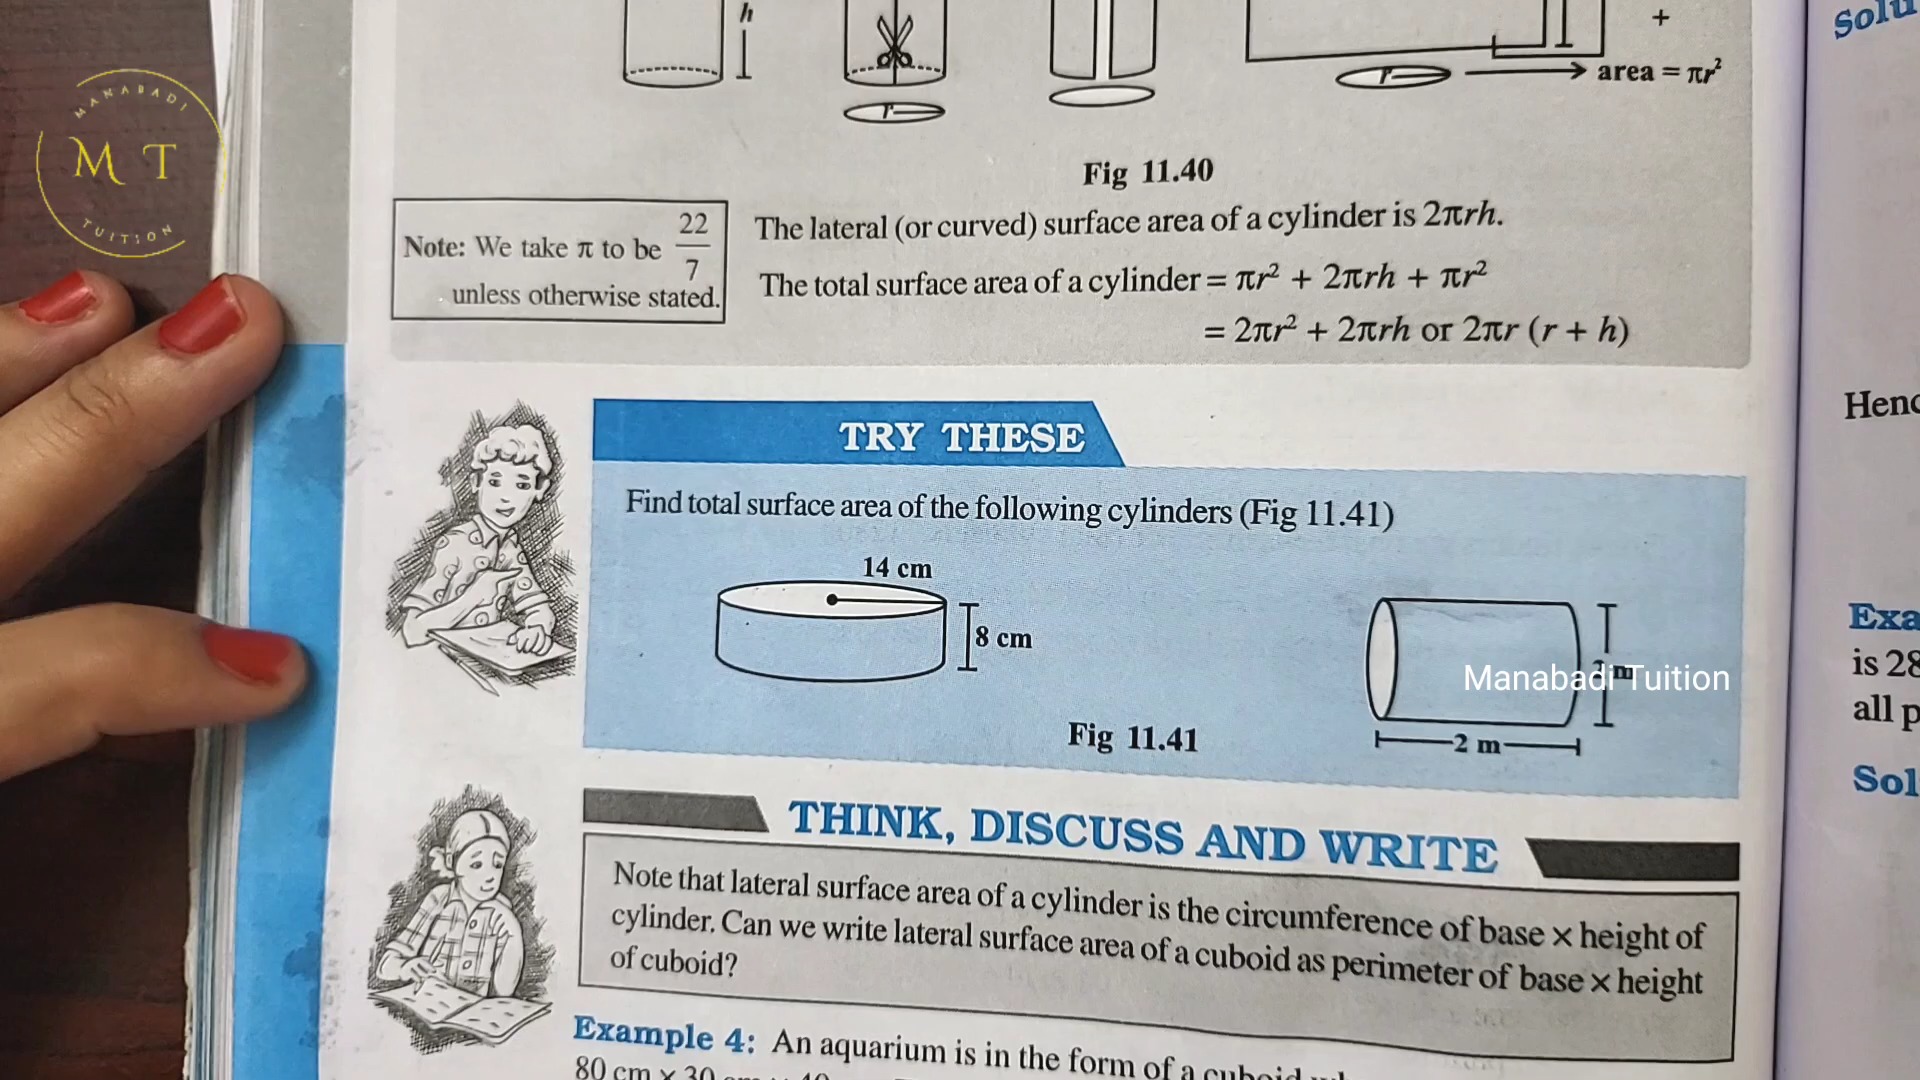 Solu
h
+
r
r
area = πr²
Fig 11.40
Note: We take π to be 22/7
unless otherwise stated.
The lateral (or curved) surface area of a cylinder is 2πrh.
The total surface area of a cylinder = πr² + 2πrh + πr²
= 2πr² + 2πrh or 2πr (r + h)
TRY THESE
Find total surface area of the following cylinders (Fig 11.41)
14 cm
8 cm
2 m
Fig 11.41
THINK, DISCUSS AND WRITE
Note that lateral surface area of a cylinder is the circumference of base × height of
cylinder. Can we write lateral surface area of a cuboid as perimeter of base × height
of cuboid?
Example 4: An aquarium is in the form of a cuboid
80 cm × 30
Henc
Exa
is 28
all p
Sol
MANABADI
M T
TUITION
Manabadi Tuition